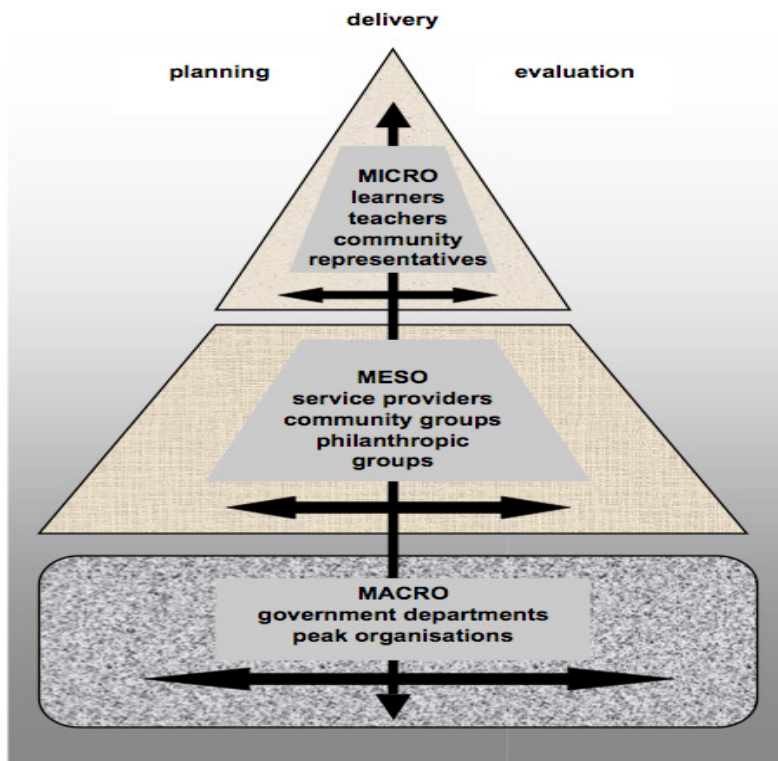 delivery
planning evaluation
MICRO
learners
teachers
community
representatives
MESO
service providers
community groups
philanthropic
groups
MACRO
government departments
peak organisations